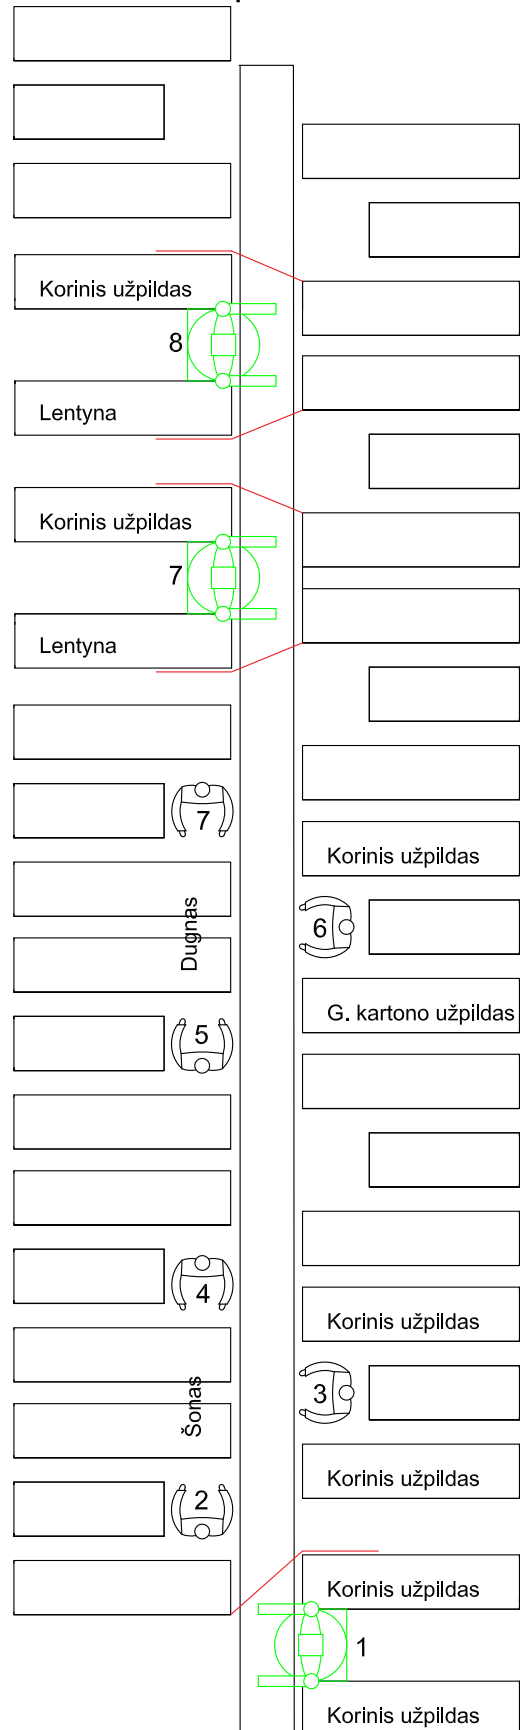 Korinis užpildas
8
Lentyna
Korinis užpildas
7
Lentyna
7
Korinis užpildas
Dugnas
6
G. kartono užpildas
5
4
Korinis užpildas
Šonas
3
Korinis užpildas
2
Korinis užpildas
1
Korinis užpildas